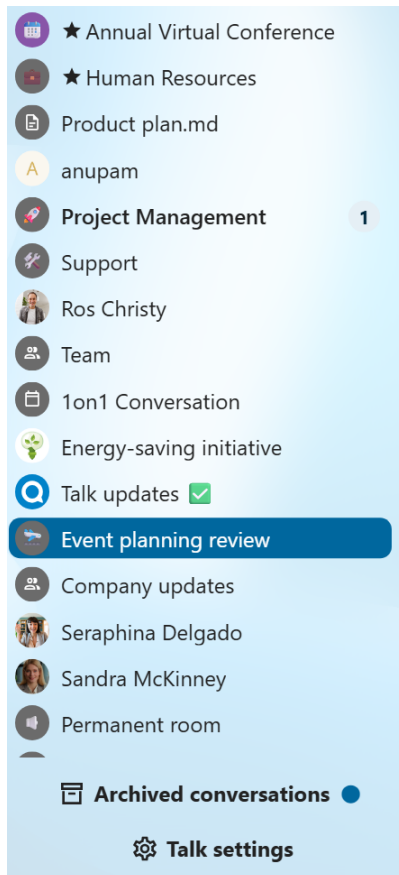 ★ Annual Virtual Conference
★ Human Resources
Product plan.md
A anupam
Project Management 1
Support
Ros Christy
Team
1on1 Conversation
Energy-saving initiative
Talk updates ✅
Event planning review
Company updates
Seraphina Delgado
Sandra McKinney
Permanent room
Archived conversations
Talk settings